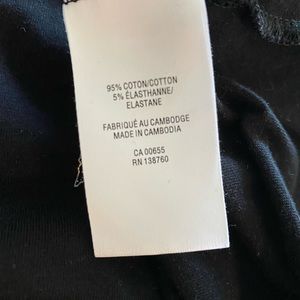 95% COTON/COTTON
5% ÉLASTHANNE/
ELASTANE
FABRIQUÉ AU CAMBODGE
MADE IN CAMBODIA
CA 00655
RN 138760